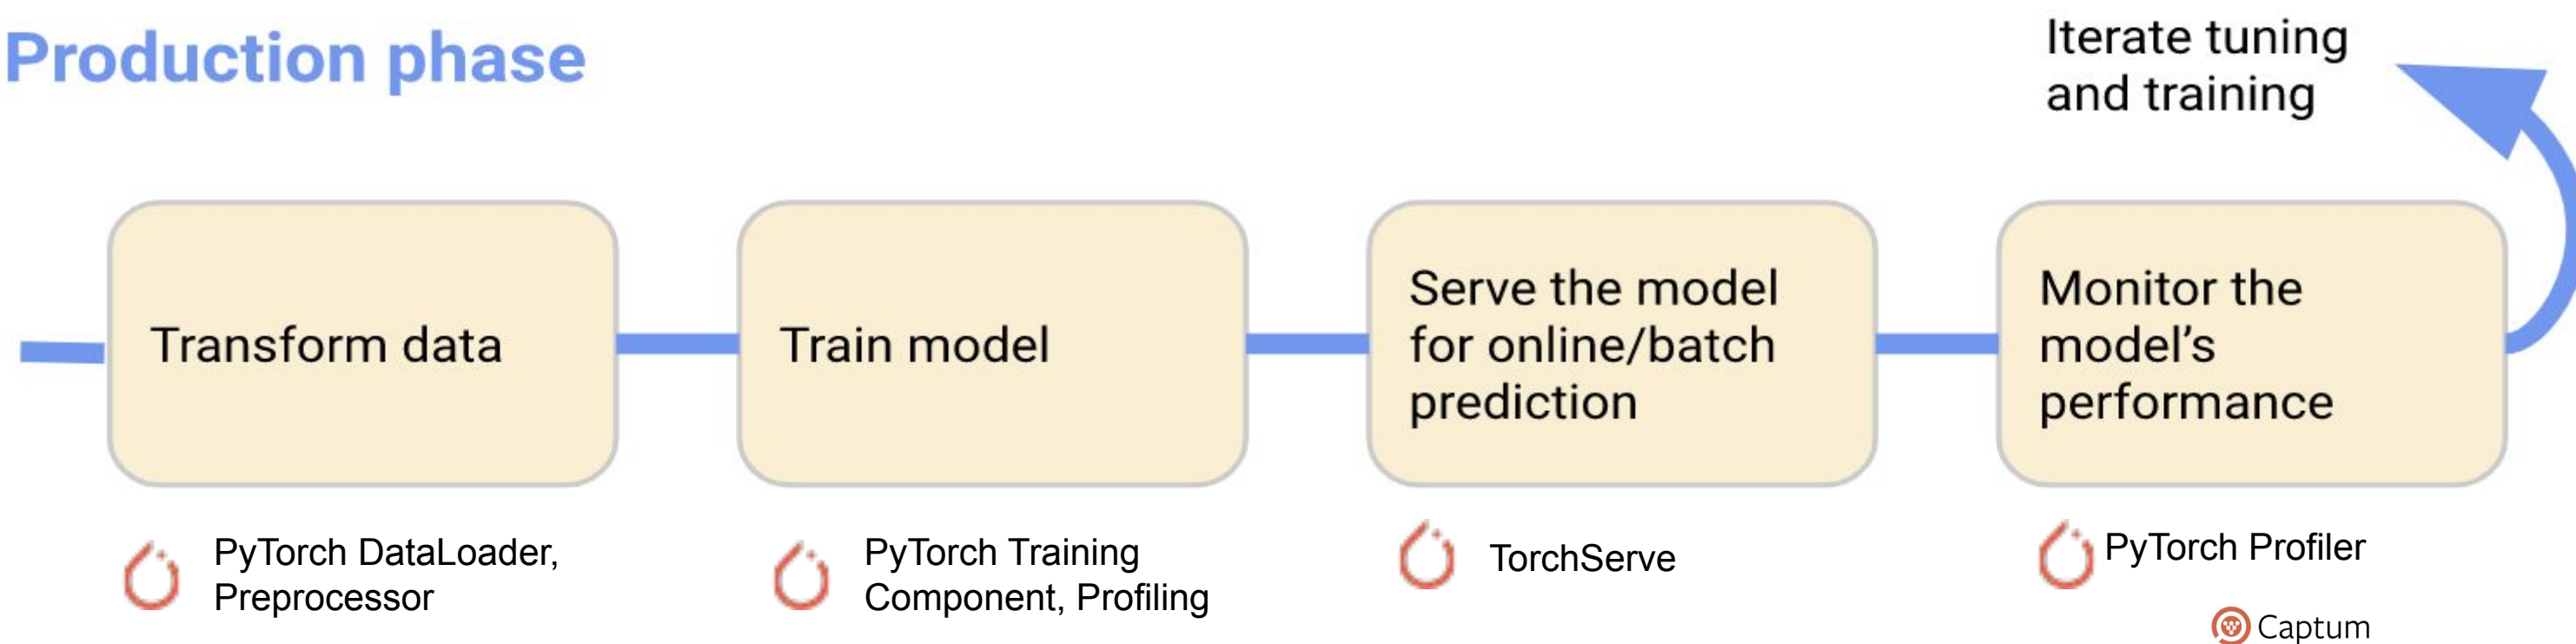 Production phase
Iterate tuning
and training
Transform data
Train model
Serve the model
for online/batch
prediction
Monitor the
model’s
performance
PyTorch DataLoader,
Preprocessor
PyTorch Training
Component, Profiling
TorchServe
PyTorch Profiler
Captum